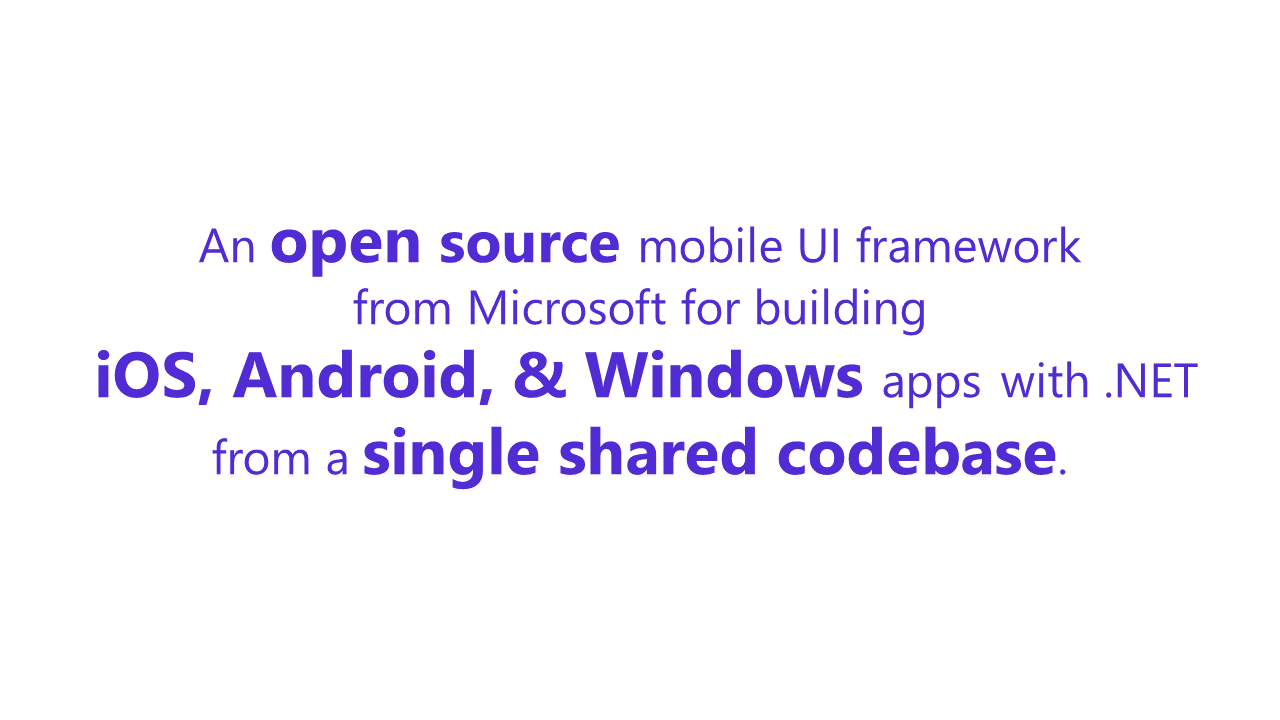 An open source mobile UI framework
from Microsoft for building
iOS, Android, & Windows apps with .NET
from a single shared codebase.